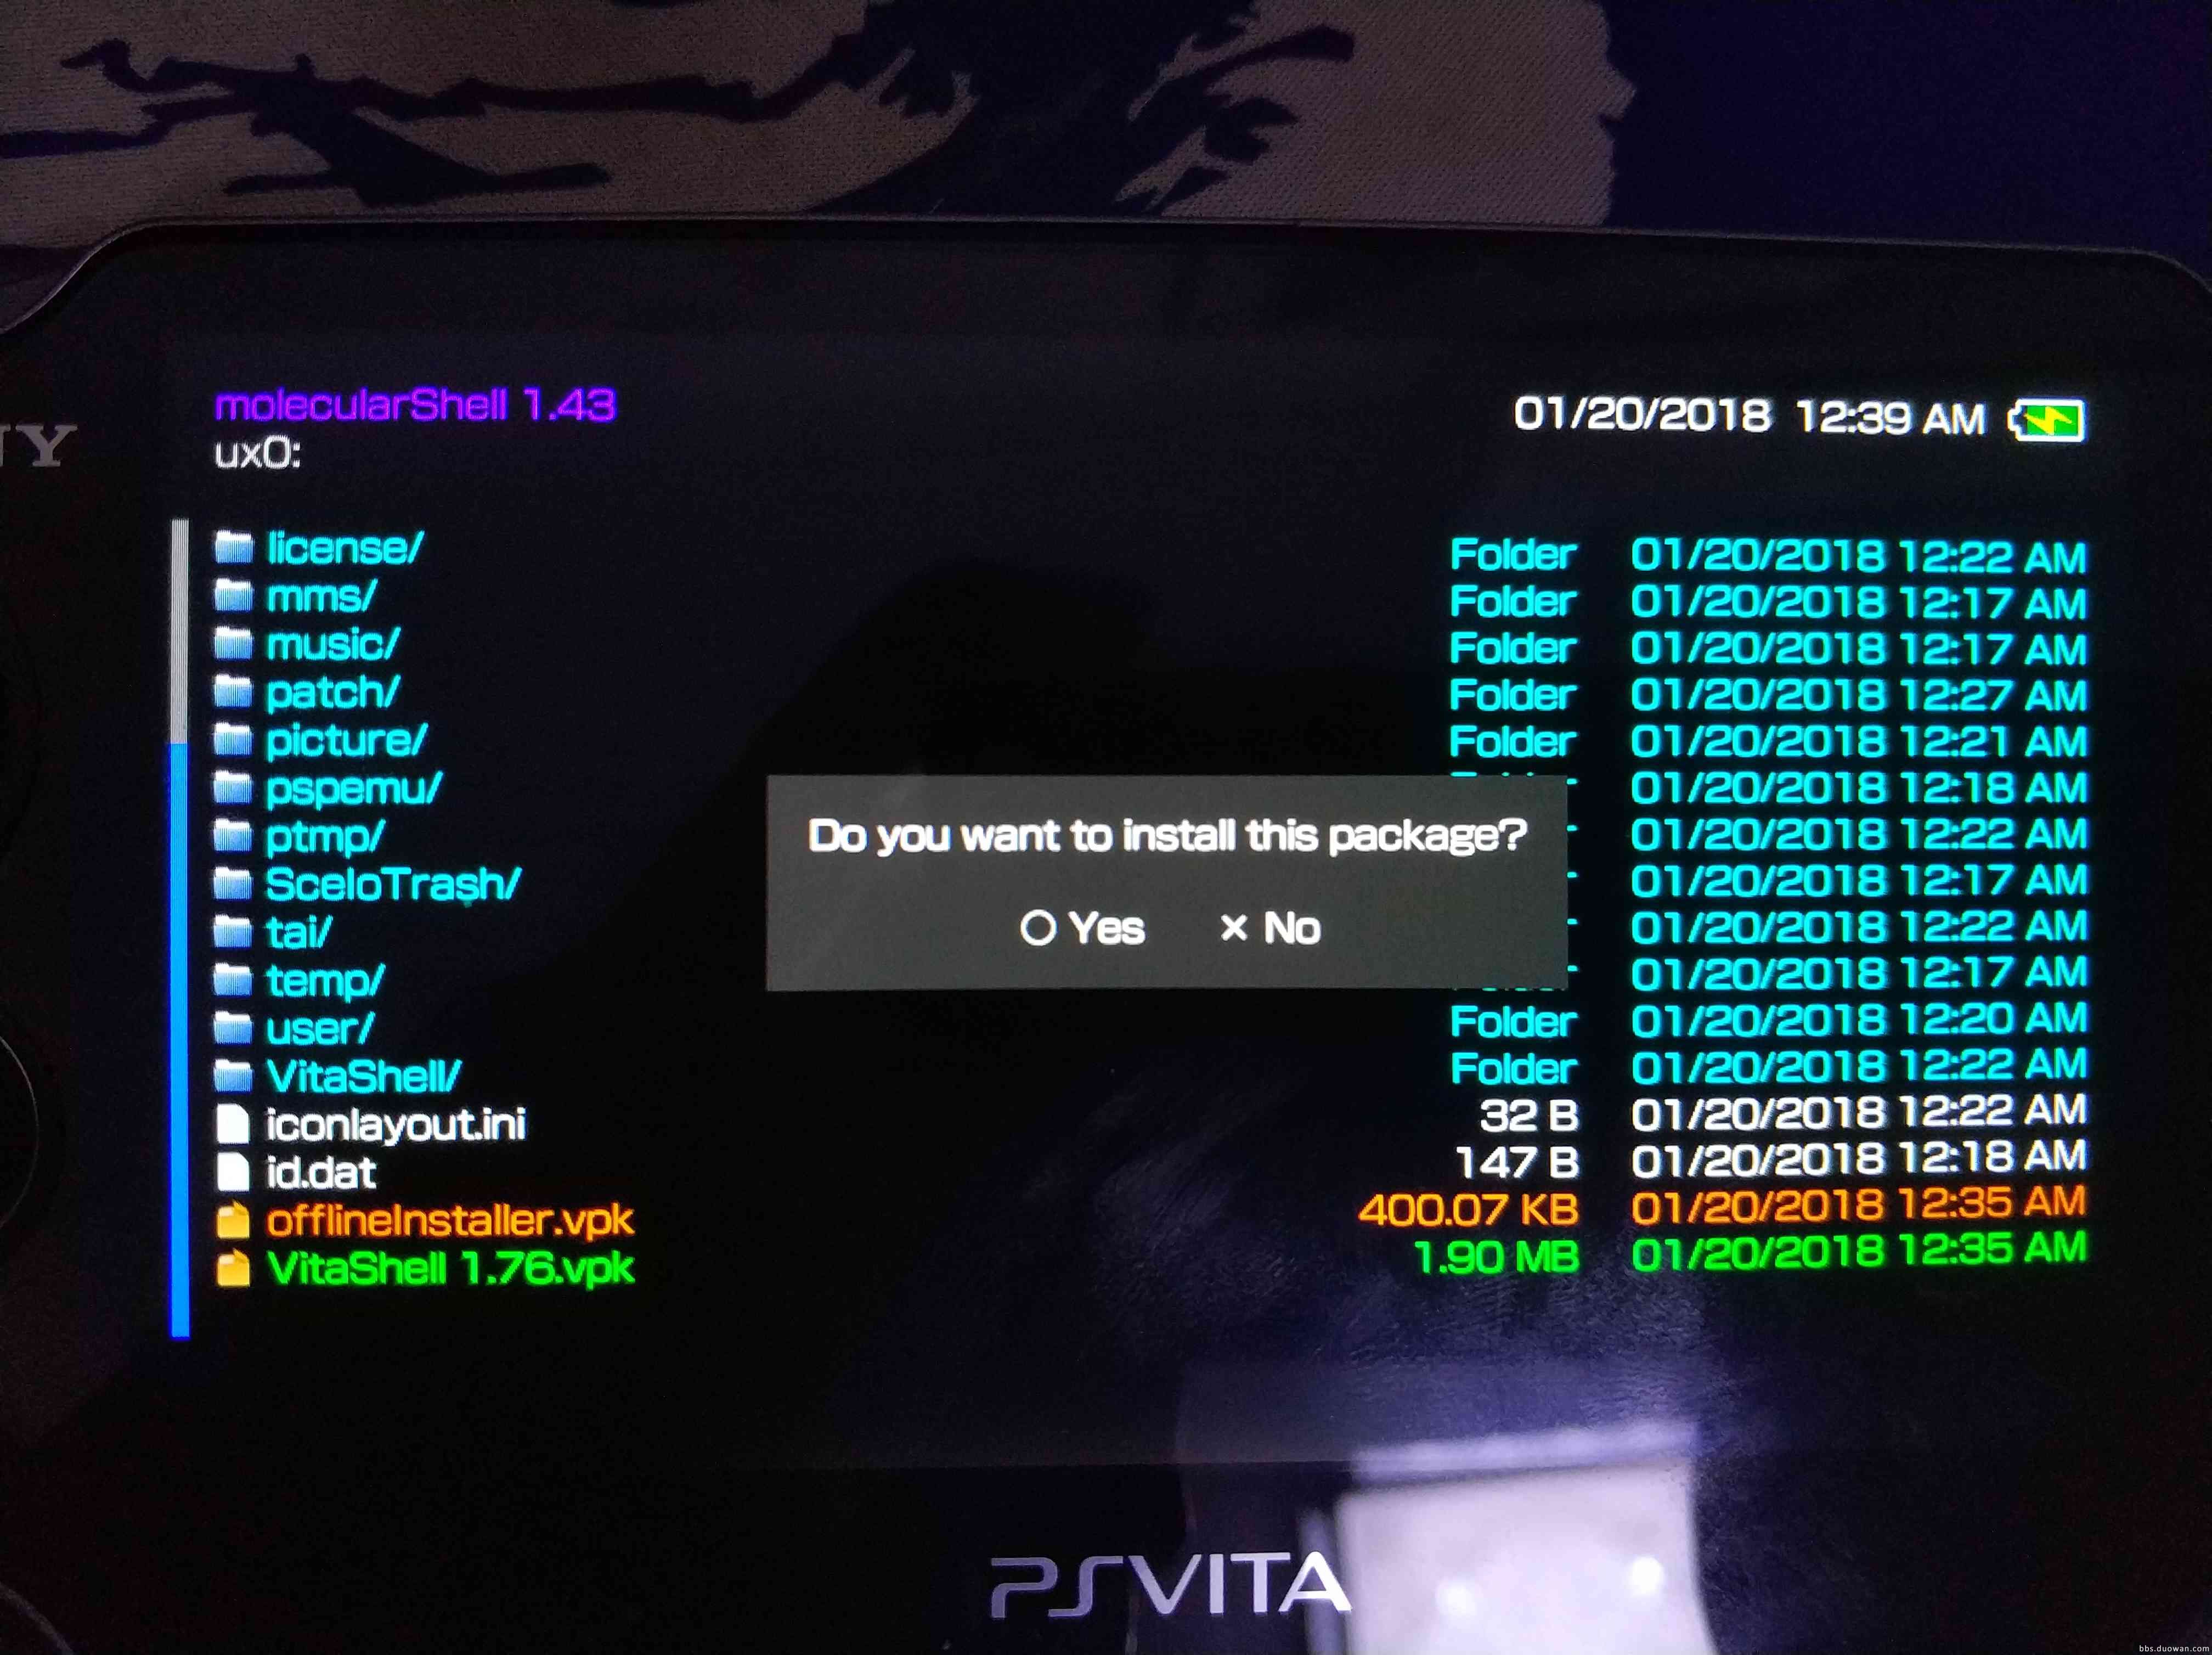 molecularShell 1.43
01/20/2018 12:39 AM
NY
ux0:
license/ Folder 01/20/2018 12:22 AM
mms/ Folder 01/20/2018 12:17 AM
music/ Folder 01/20/2018 12:17 AM
patch/ Folder 01/20/2018 12:27 AM
picture/ Folder 01/20/2018 12:21 AM
pspemu/ 01/20/2018 12:18 AM
ptmp/ 01/20/2018 12:22 AM
SceIoTrash/ 01/20/2018 12:17 AM
tai/ 01/20/2018 12:22 AM
temp/ 01/20/2018 12:17 AM
user/ Folder 01/20/2018 12:20 AM
VitaShell/ Folder 01/20/2018 12:22 AM
iconlayout.ini 32 B 01/20/2018 12:22 AM
id.dat 147 B 01/20/2018 12:18 AM
offlineInstaller.vpk 400.07 KB 01/20/2018 12:35 AM
VitaShell 1.76.vpk 1.90 MB 01/20/2018 12:35 AM
Do you want to install this package?
○ Yes × No
PSVITA
bbs.duowan.com